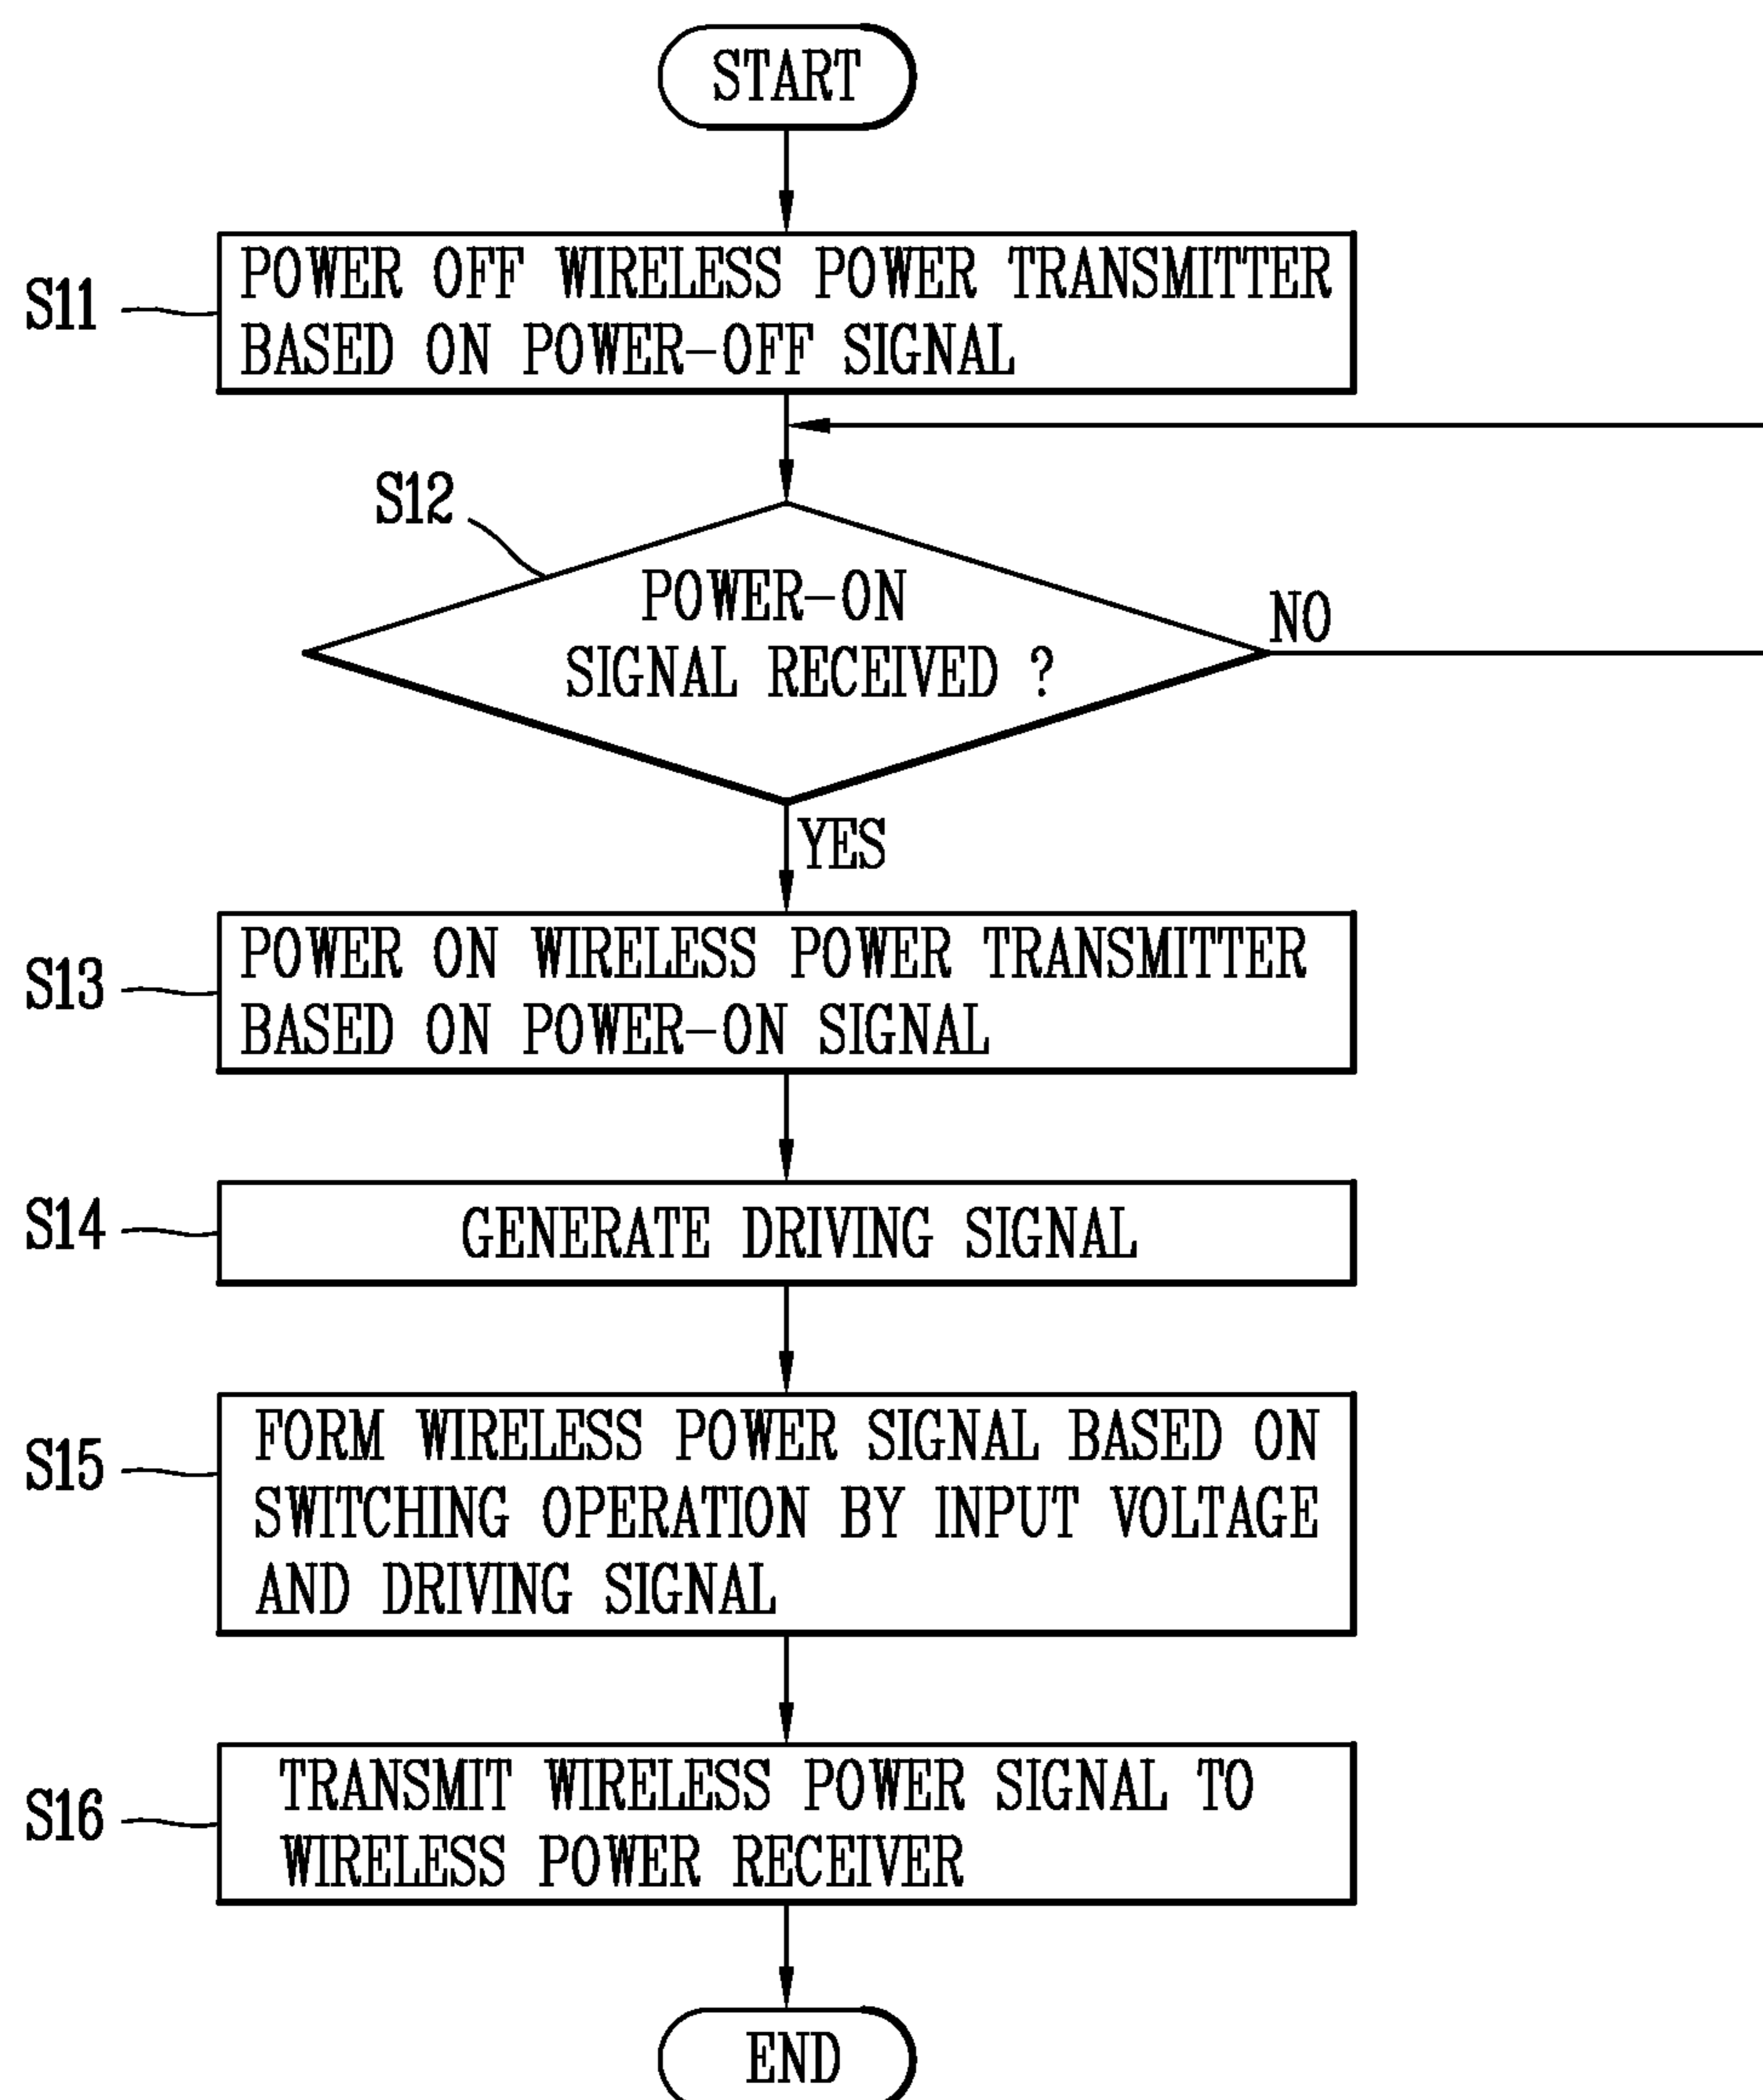 START
S11
POWER OFF WIRELESS POWER TRANSMITTER
BASED ON POWER-OFF SIGNAL
S12
POWER-ON
SIGNAL RECEIVED ?
NO
YES
S13
POWER ON WIRELESS POWER TRANSMITTER
BASED ON POWER-ON SIGNAL
S14
GENERATE DRIVING SIGNAL
S15
FORM WIRELESS POWER SIGNAL BASED ON
SWITCHING OPERATION BY INPUT VOLTAGE
AND DRIVING SIGNAL
S16
TRANSMIT WIRELESS POWER SIGNAL TO
WIRELESS POWER RECEIVER
END